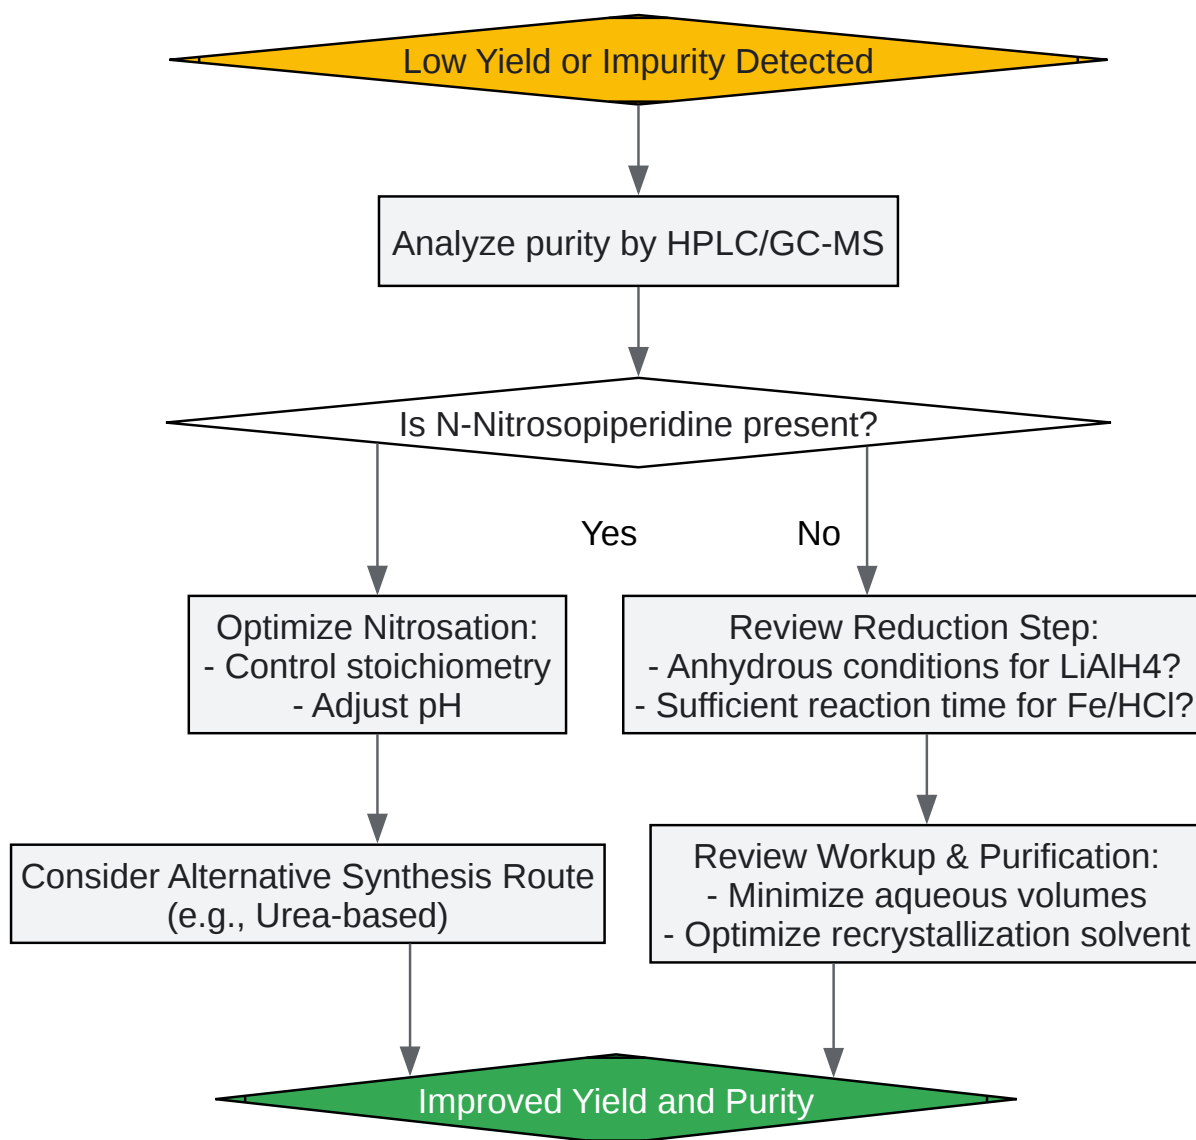 Low Yield or Impurity Detected
Analyze purity by HPLC/GC-MS
Is N-Nitrosopiperidine present?
Yes
No
Optimize Nitrosation:
- Control stoichiometry
- Adjust pH
Review Reduction Step:
- Anhydrous conditions for LiAlH4?
- Sufficient reaction time for Fe/HCl?
Consider Alternative Synthesis Route
(e.g., Urea-based)
Review Workup & Purification:
- Minimize aqueous volumes
- Optimize recrystallization solvent
Improved Yield and Purity